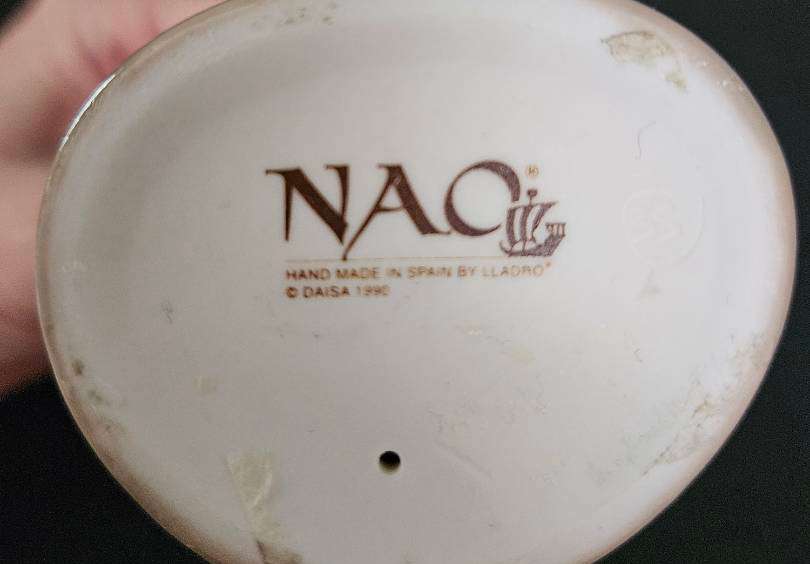 NAO®
HAND MADE IN SPAIN BY LLADRO®
© DAISA 1990